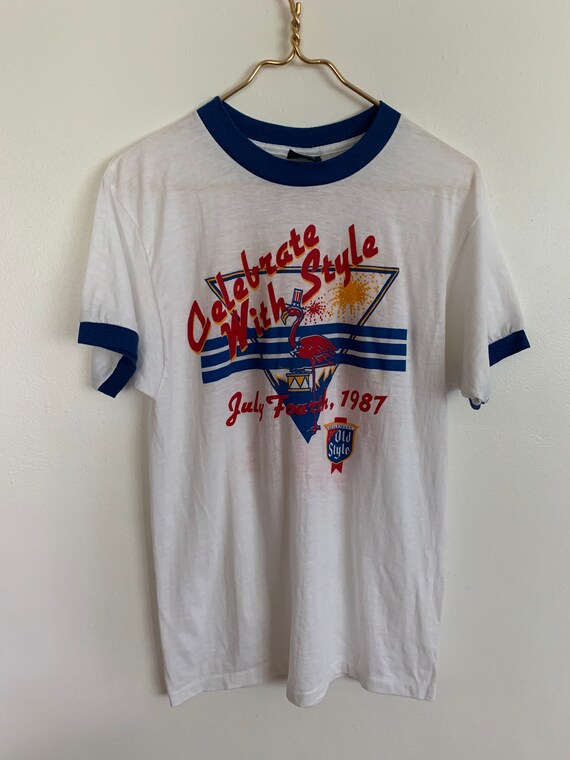 Celebrate
With Style
July Fourth, 1987
Old
Style